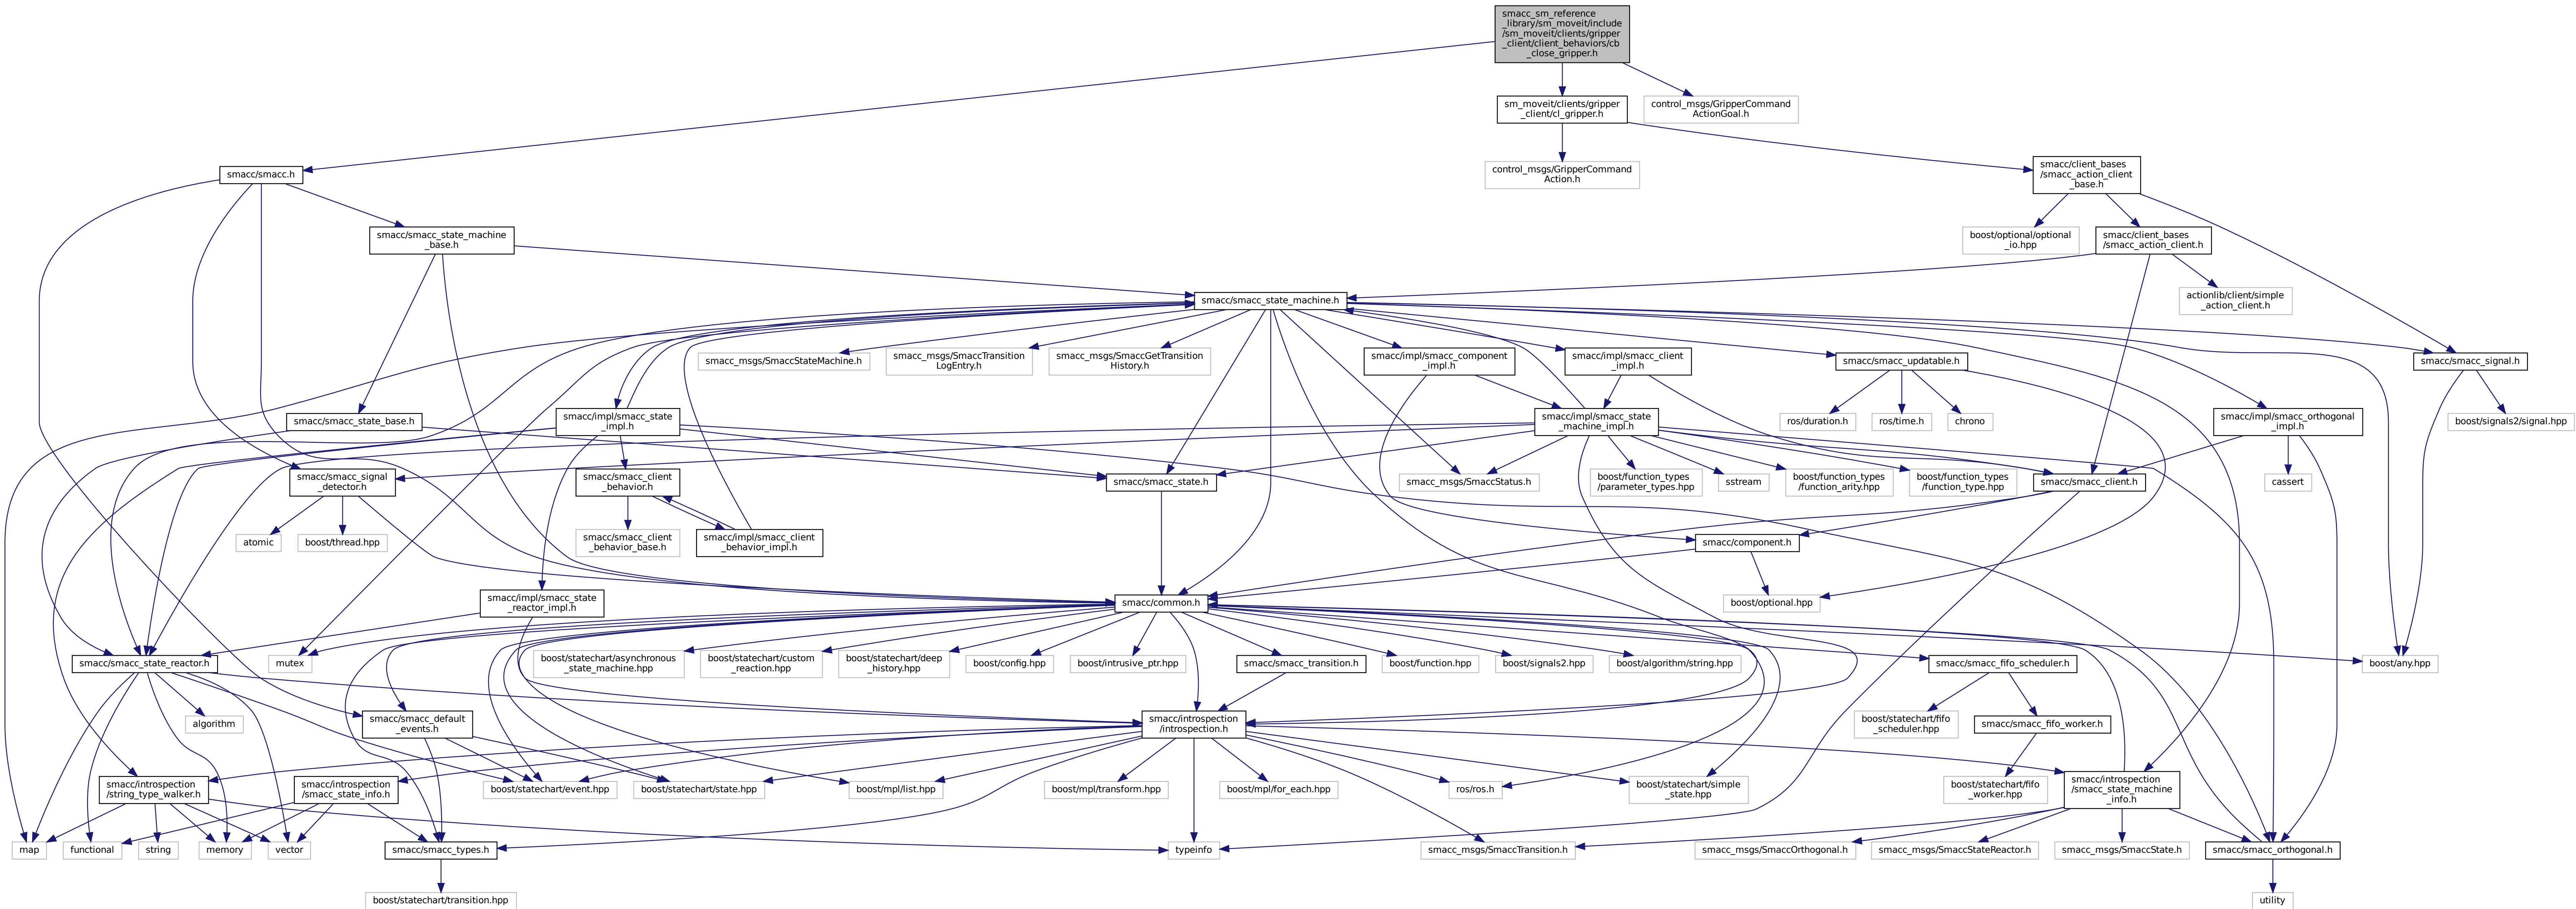 smacc_sm_reference
_library/sm_moveit/include
/sm_moveit/clients/gripper
_client/client_behaviors/cb
_close_gripper.h
sm_moveit/clients/gripper
_client/cl_gripper.h
control_msgs/GripperCommand
ActionGoal.h
smacc/smacc.h
control_msgs/GripperCommand
Action.h
smacc/client_bases
/smacc_action_client
_base.h
smacc/smacc_state_machine
_base.h
boost/optional/optional
_io.hpp
smacc/client_bases
/smacc_action_client.h
smacc/smacc_state_machine.h
actionlib/client/simple
_action_client.h
smacc_msgs/SmaccStateMachine.h
smacc_msgs/SmaccTransition
LogEntry.h
smacc_msgs/SmaccGetTransition
History.h
smacc/impl/smacc_component
_impl.h
smacc/impl/smacc_client
_impl.h
smacc/smacc_updatable.h
smacc/smacc_signal.h
smacc/smacc_state_base.h
smacc/impl/smacc_state
_impl.h
smacc/impl/smacc_state
_machine_impl.h
ros/duration.h
ros/time.h
chrono
smacc/impl/smacc_orthogonal
_impl.h
boost/signals2/signal.hpp
smacc/smacc_signal
_detector.h
smacc/smacc_client
_behavior.h
smacc/smacc_state.h
smacc_msgs/SmaccStatus.h
boost/function_types
/parameter_types.hpp
sstream
boost/function_types
/function_arity.hpp
boost/function_types
/function_type.hpp
smacc/smacc_client.h
cassert
atomic
boost/thread.hpp
smacc/smacc_client
_behavior_base.h
smacc/impl/smacc_client
_behavior_impl.h
smacc/component.h
smacc/impl/smacc_state
_reactor_impl.h
smacc/common.h
boost/optional.hpp
smacc/smacc_state_reactor.h
mutex
boost/statechart/asynchronous
_state_machine.hpp
boost/statechart/custom
_reaction.hpp
boost/statechart/deep
_history.hpp
boost/config.hpp
boost/intrusive_ptr.hpp
smacc/smacc_transition.h
boost/function.hpp
boost/signals2.hpp
boost/algorithm/string.hpp
smacc/smacc_fifo_scheduler.h
boost/any.hpp
algorithm
smacc/smacc_default
_events.h
smacc/introspection
/introspection.h
boost/statechart/fifo
_scheduler.hpp
smacc/smacc_fifo_worker.h
smacc/introspection
/string_type_walker.h
smacc/introspection
/smacc_state_info.h
boost/statechart/event.hpp
boost/statechart/state.hpp
boost/mpl/list.hpp
boost/mpl/transform.hpp
boost/mpl/for_each.hpp
ros/ros.h
boost/statechart/simple
_state.hpp
boost/statechart/fifo
_worker.hpp
smacc/introspection
/smacc_state_machine
_info.h
map
functional
string
memory
vector
smacc/smacc_types.h
typeinfo
smacc_msgs/SmaccTransition.h
smacc_msgs/SmaccOrthogonal.h
smacc_msgs/SmaccStateReactor.h
smacc_msgs/SmaccState.h
smacc/smacc_orthogonal.h
boost/statechart/transition.hpp
utility